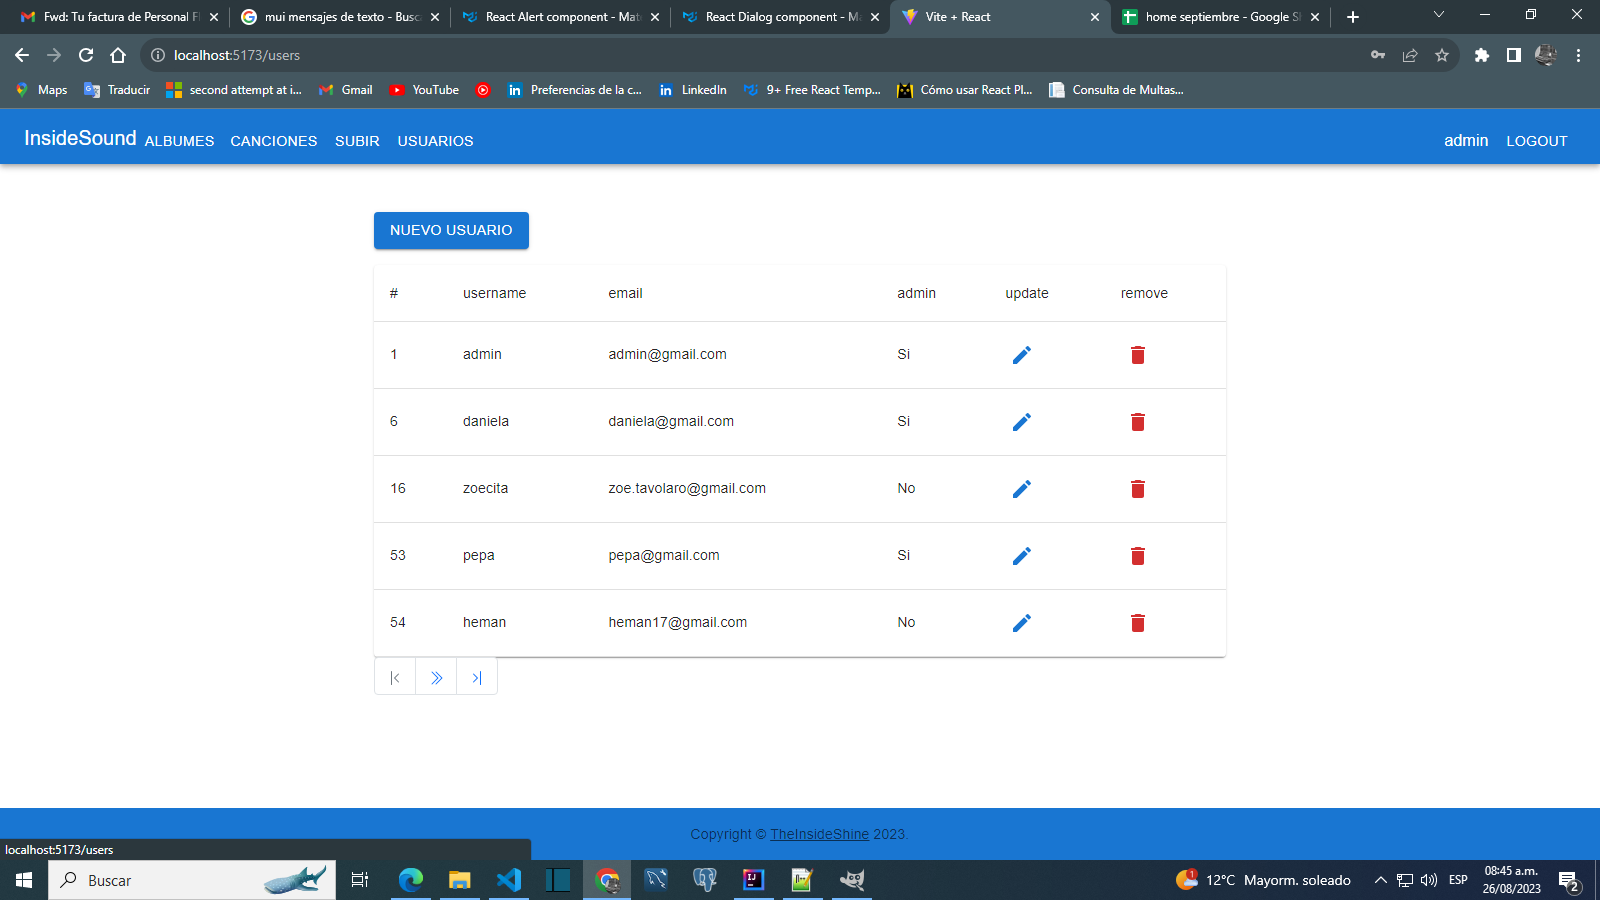 Fwd: Tu factura de Personal Fl
mui mensajes de texto - Busc
React Alert component - Mat
React Dialog component - Ma
Vite + React
home septiembre - Google S
localhost:5173/users
Maps
Traducir
second attempt at i...
Gmail
YouTube
Preferencias de la c...
LinkedIn
9+ Free React Temp...
Cómo usar React Pl...
Consulta de Multas...
InsideSound ALBUMES CANCIONES SUBIR USUARIOS admin LOGOUT
NUEVO USUARIO
# username email admin update remove
1 admin admin@gmail.com Si
6 daniela daniela@gmail.com Si
16 zoecita zoe.tavolaro@gmail.com No
53 pepa pepa@gmail.com Si
54 heman heman17@gmail.com No
Copyright © TheInsideShine 2023.
localhost:5173/users
Buscar
1
12°C Mayorm. soleado
ESP
08:45 a.m.
26/08/2023
2